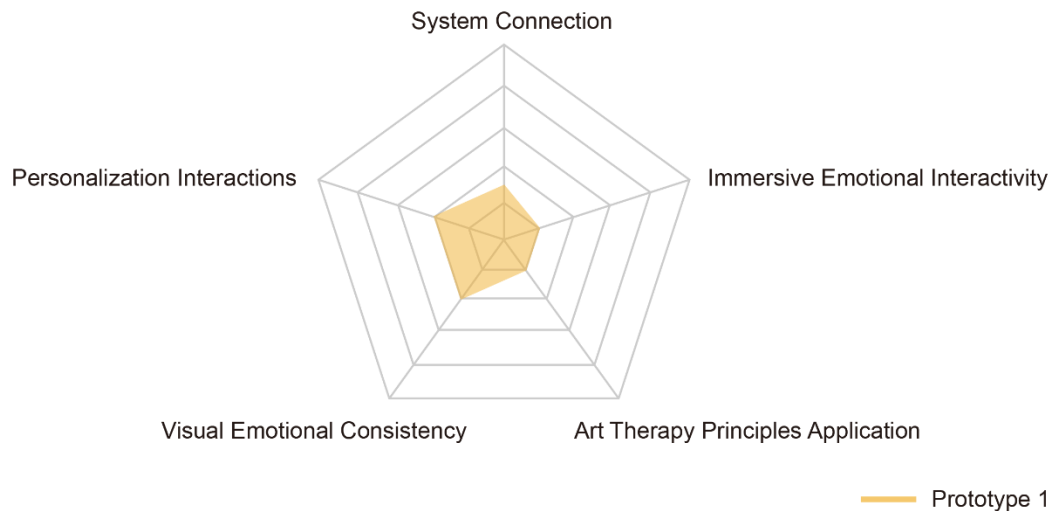 System Connection
Personalization Interactions
Immersive Emotional Interactivity
Visual Emotional Consistency
Art Therapy Principles Application
Prototype 1